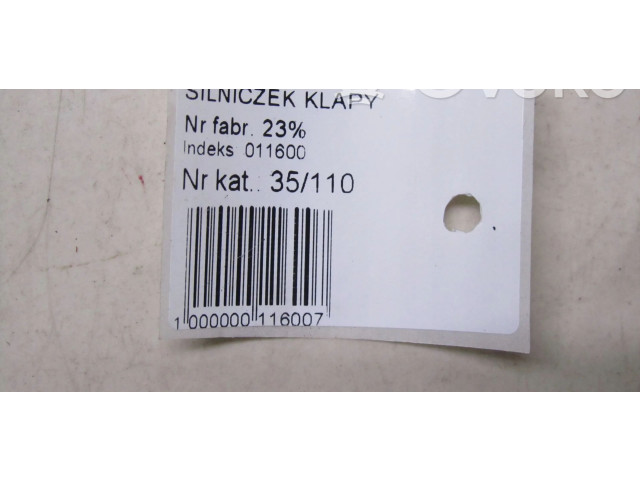 SILNICZEK KLAPY
Nr fabr. 23%
Indeks 011600
Nr kat.: 35/110
1 000000 116007